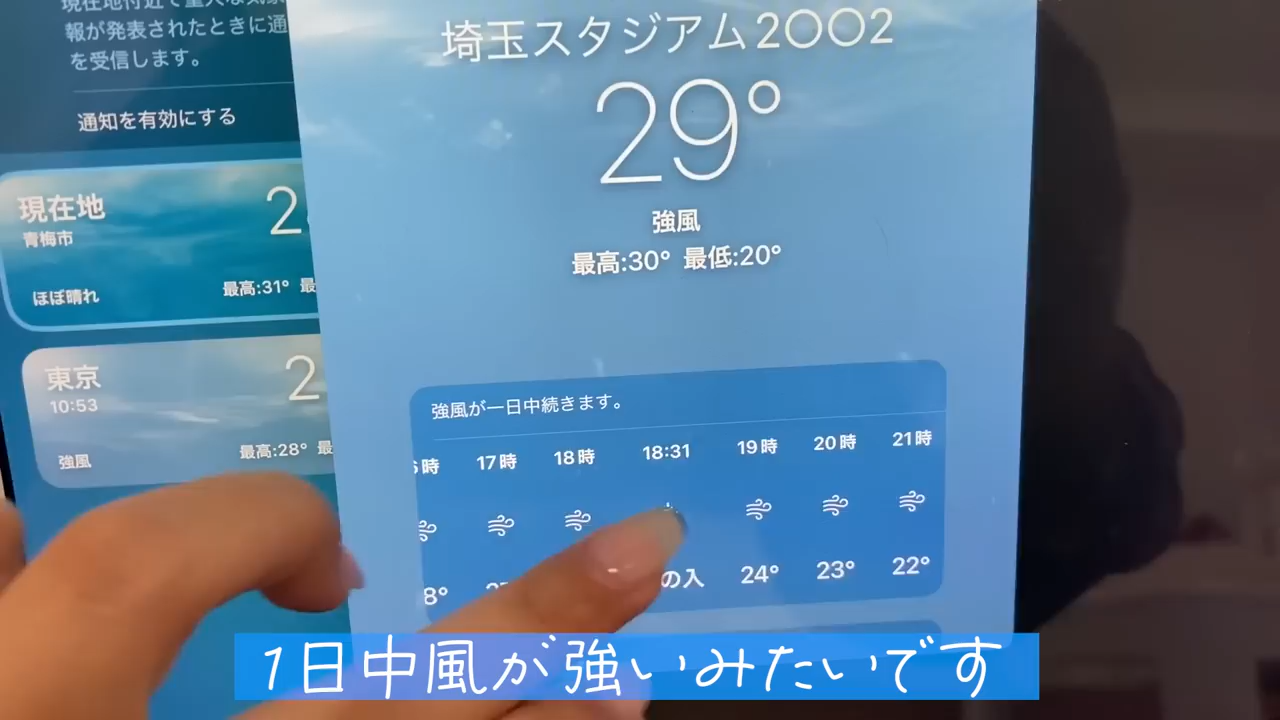 報が発表されたときに通
を受信します。
通知を有効にする
現在地
青梅市
ほぼ晴れ
最高:31° 最
東京
10:53
強風
最高:28° 最
埼玉スタジアム2002
29°
強風
最高:30° 最低:20°
強風が一日中続きます。
17時 18時 18:31 19時 20時 21時
8° の入 24° 23° 22°
1日中風が強いみたいです